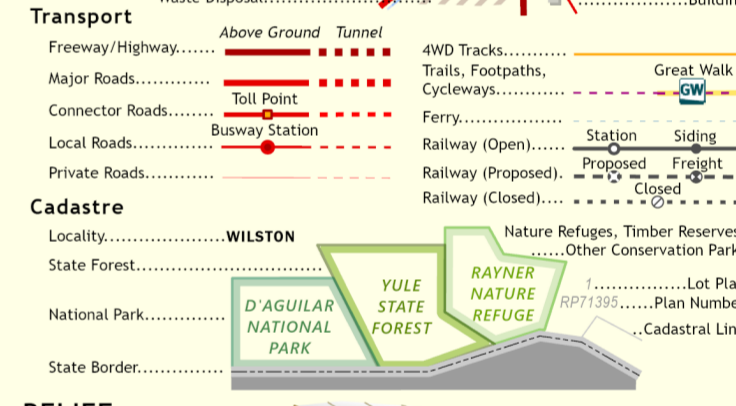 Waste Disposal
Transport
Above Ground Tunnel
Freeway/Highway.......
Major Roads.............
Toll Point
Connector Roads........
Busway Station
Local Roads..............
Private Roads............
4WD Tracks...........
Trails, Footpaths,
Cycleways.............
Great Walk
GW
Ferry..................
Station Siding
Railway (Open)......
Proposed Freight
Railway (Proposed).
Closed
Railway (Closed)....
Cadastre
Locality.....................WILSTON
State Forest................................
National Park..............
State Border...............
D'AGUILAR
NATIONAL
PARK
YULE
STATE
FOREST
RAYNER
NATURE
REFUGE
Nature Refuges, Timber Reserves
......Other Conservation Park
1................Lot Pla
RP71395......Plan Numbe
..Cadastral Lin